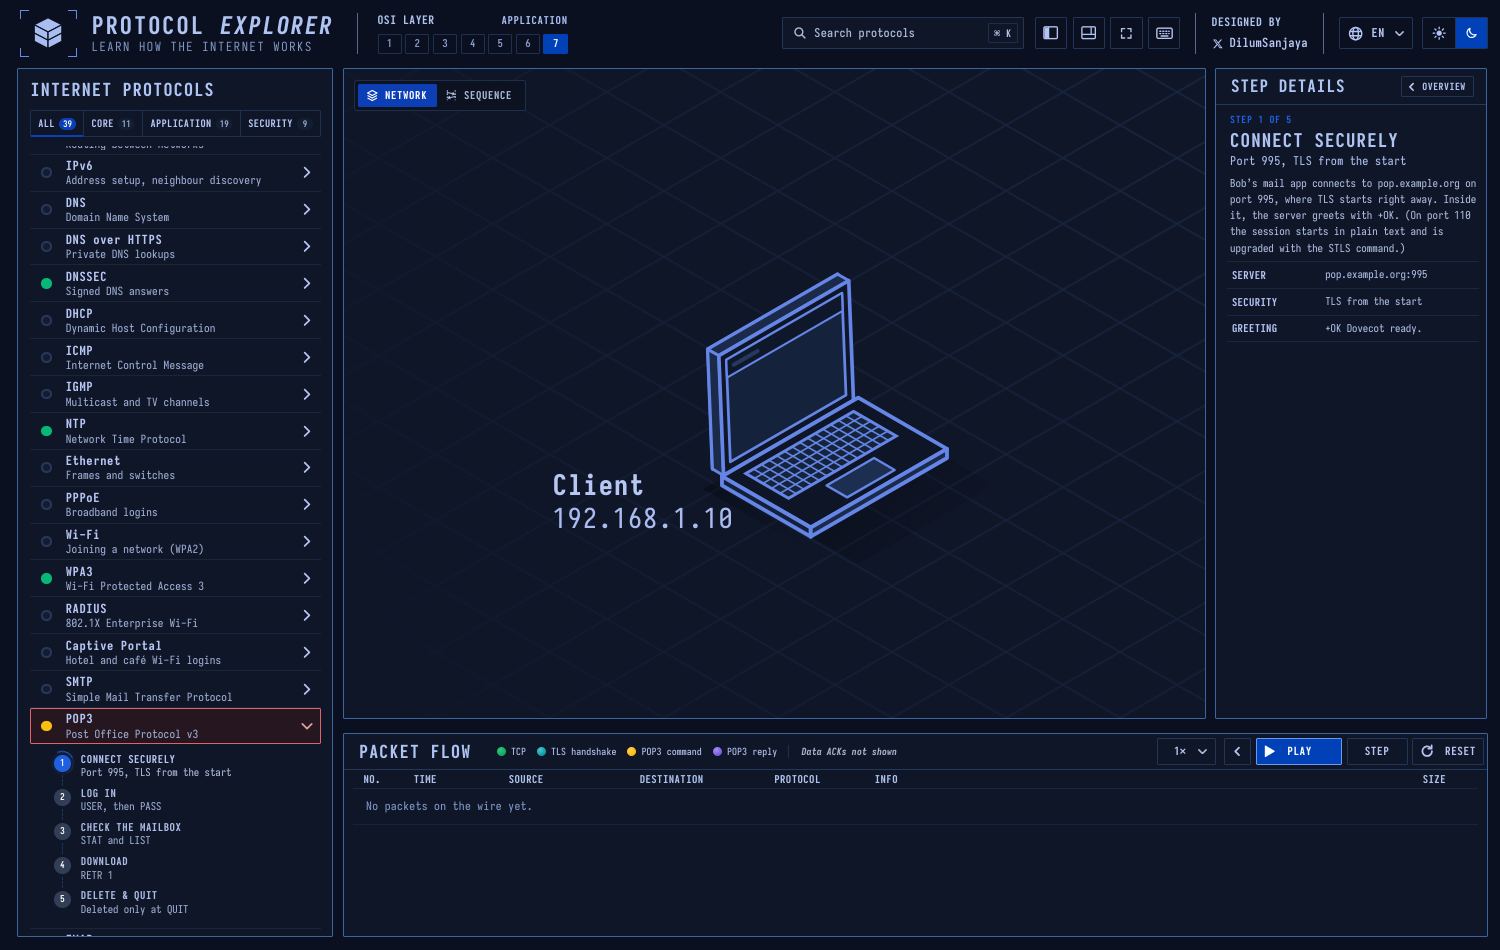 PROTOCOL EXPLORER
LEARN HOW THE INTERNET WORKS
OSI LAYER APPLICATION
1 2 3 4 5 6 7
Search protocols ⌘ K
DESIGNED BY
DilumSanjaya
EN
INTERNET PROTOCOLS
ALL 39 CORE 11 APPLICATION 19 SECURITY 9
Routing between networks
IPv6
Address setup, neighbour discovery
DNS
Domain Name System
DNS over HTTPS
Private DNS lookups
DNSSEC
Signed DNS answers
DHCP
Dynamic Host Configuration
ICMP
Internet Control Message
IGMP
Multicast and TV channels
NTP
Network Time Protocol
Ethernet
Frames and switches
PPPoE
Broadband logins
Wi-Fi
Joining a network (WPA2)
WPA3
Wi-Fi Protected Access 3
RADIUS
802.1X Enterprise Wi-Fi
Captive Portal
Hotel and café Wi-Fi logins
SMTP
Simple Mail Transfer Protocol
POP3
Post Office Protocol v3
1 CONNECT SECURELY
Port 995, TLS from the start
2 LOG IN
USER, then PASS
3 CHECK THE MAILBOX
STAT and LIST
4 DOWNLOAD
RETR 1
5 DELETE & QUIT
Deleted only at QUIT
NETWORK SEQUENCE
Client
192.168.1.10
STEP DETAILS OVERVIEW
STEP 1 OF 5
CONNECT SECURELY
Port 995, TLS from the start
Bob's mail app connects to pop.example.org on
port 995, where TLS starts right away. Inside
it, the server greets with +OK. (On port 110
the session starts in plain text and is
upgraded with the STLS command.)
SERVER pop.example.org:995
SECURITY TLS from the start
GREETING +OK Dovecot ready.
PACKET FLOW TCP TLS handshake POP3 command POP3 reply Data ACKs not shown 1× PLAY STEP RESET
NO. TIME SOURCE DESTINATION PROTOCOL INFO SIZE
No packets on the wire yet.